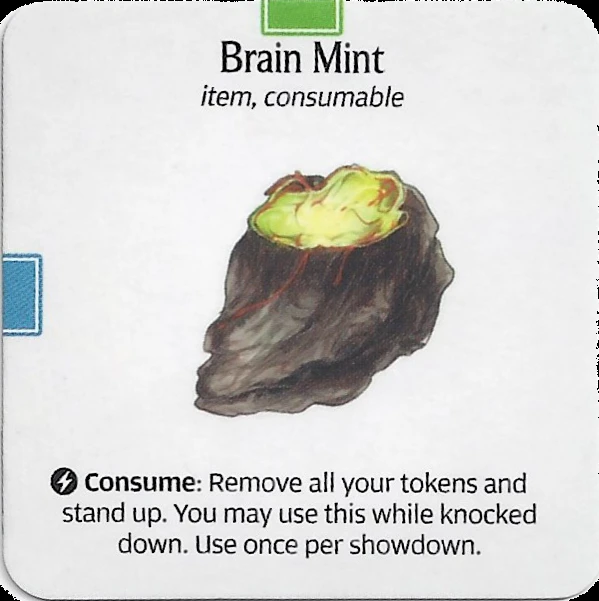 Brain Mint
item, consumable
Consume: Remove all your tokens and
stand up. You may use this while knocked
down. Use once per showdown.